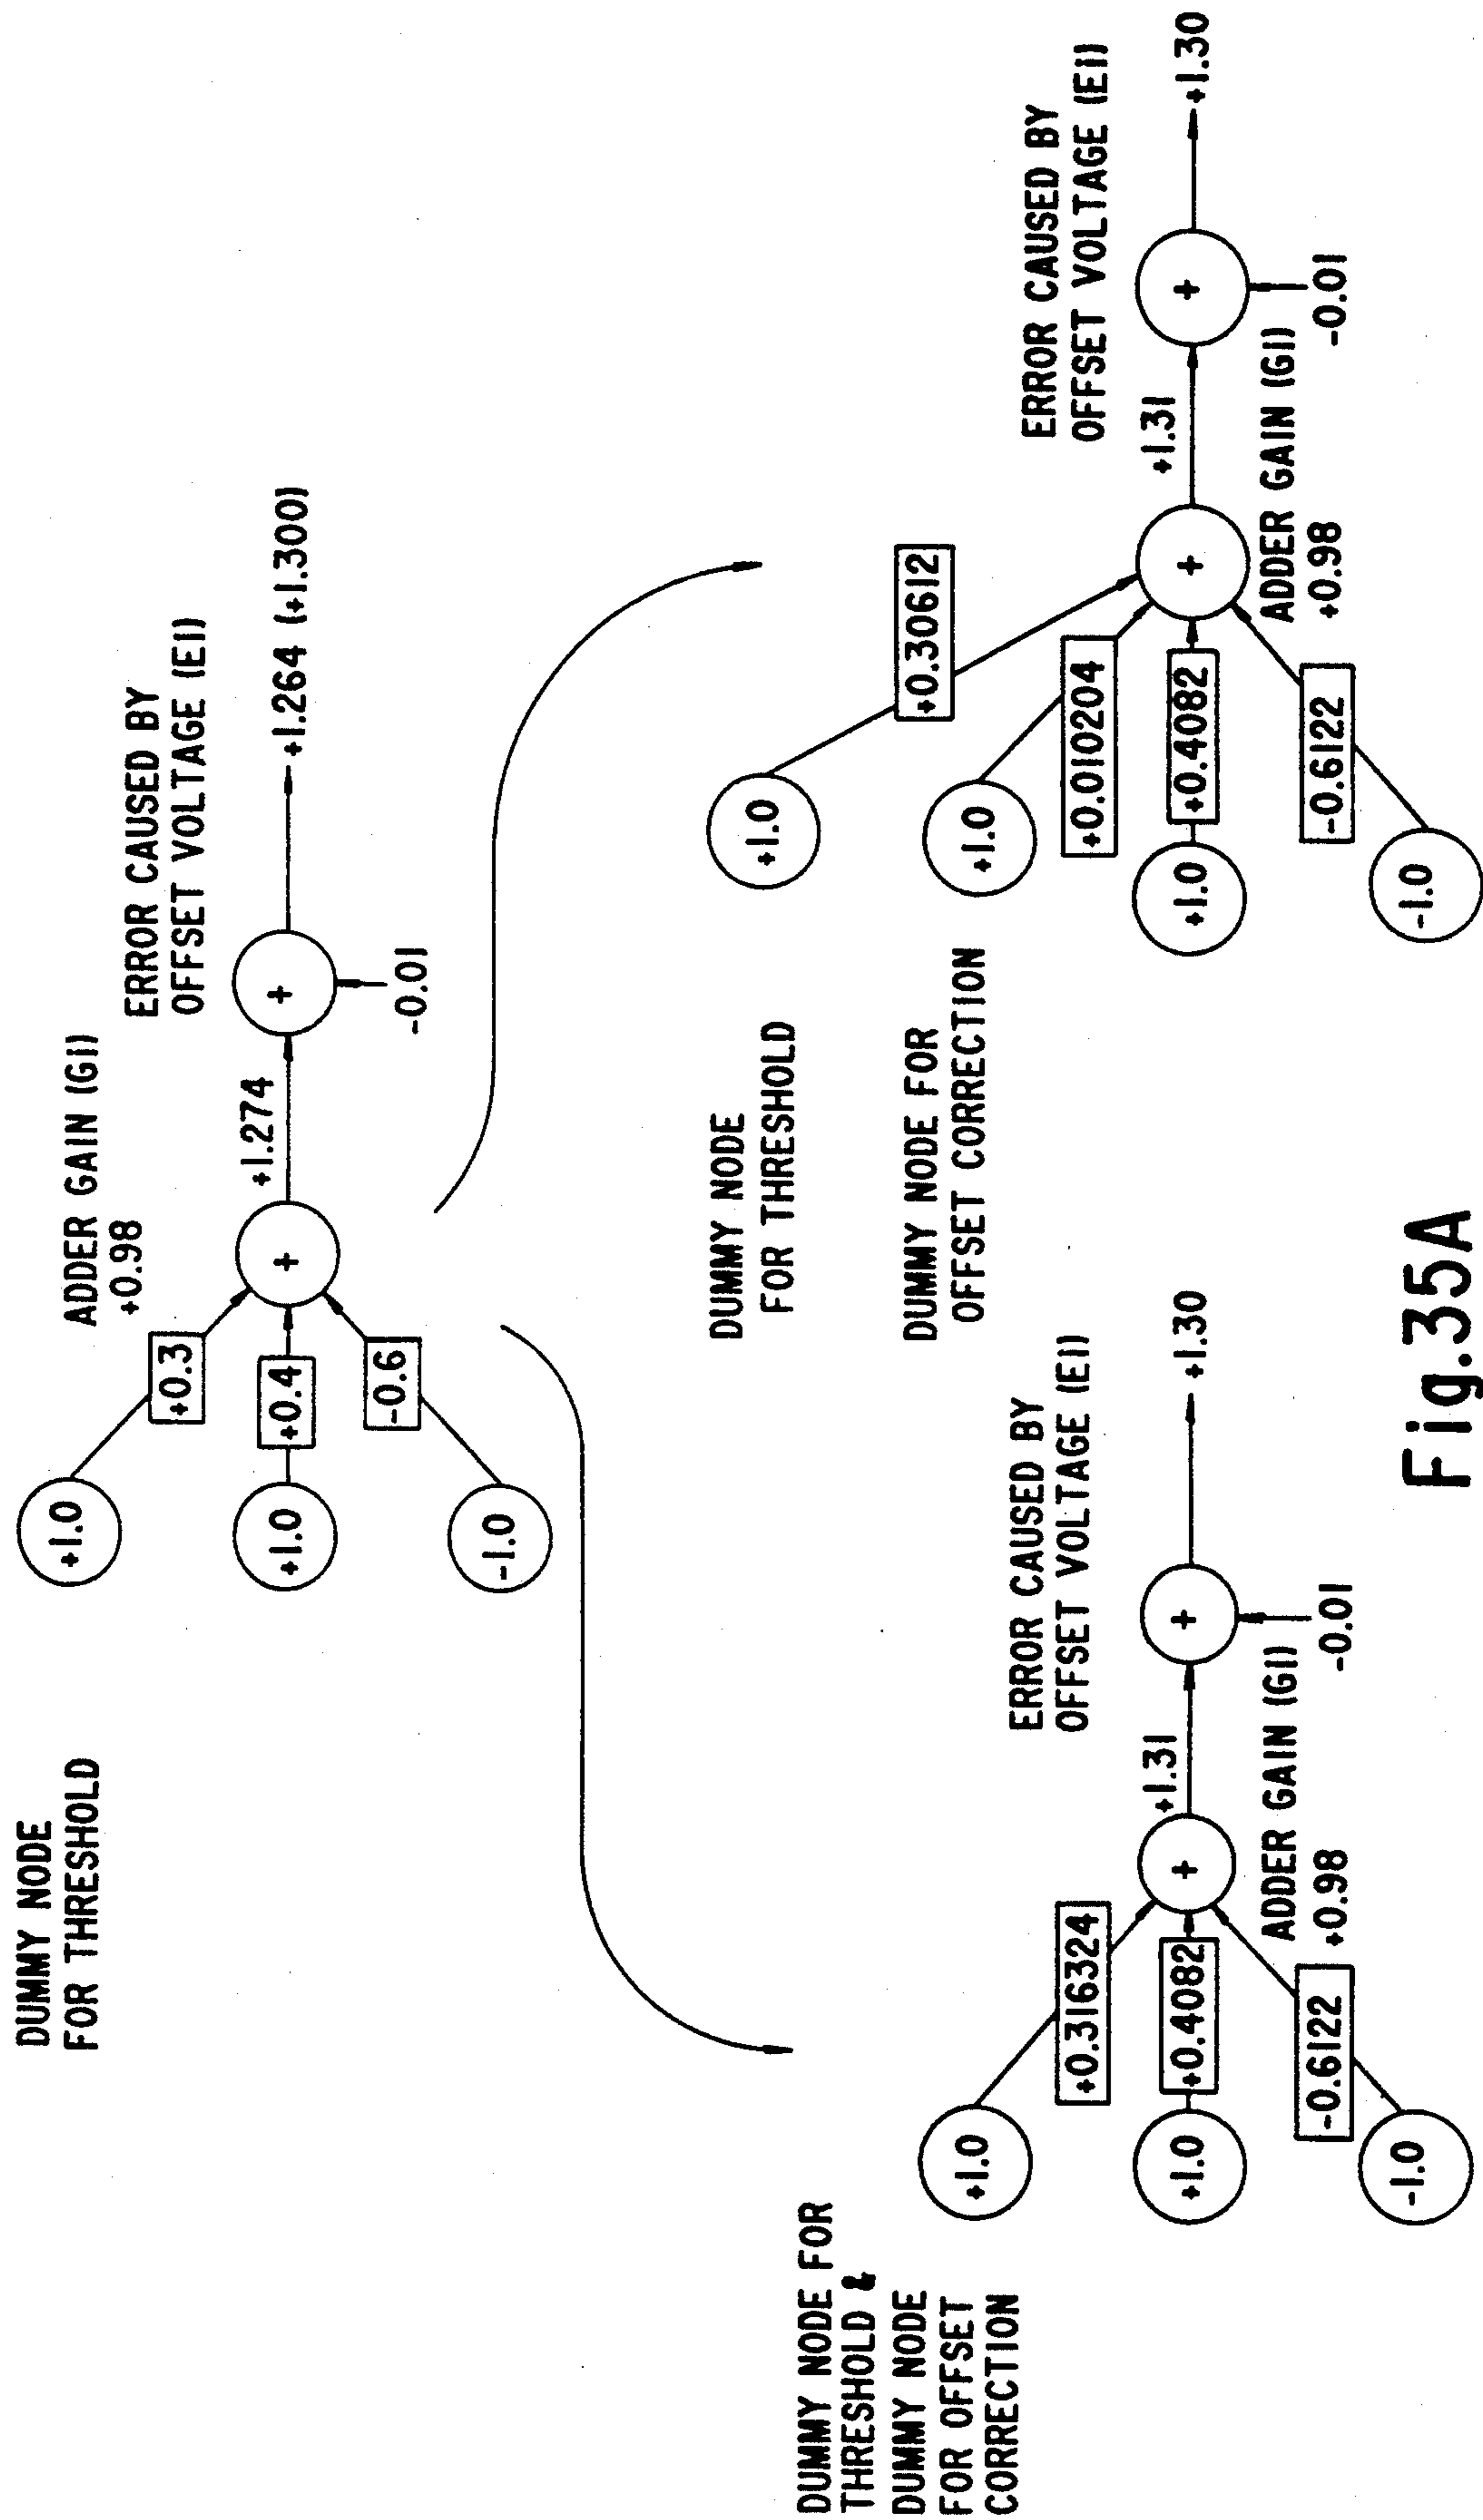 DUMMY NODE
FOR THRESHOLD
+1.0
+1.0
-1.0
+0.3
+0.4
-0.6
ADDER GAIN (G1)
+0.98
+
+1.274
ERROR CAUSED BY
OFFSET VOLTAGE (E1)
+
-0.01
+1.264 (+1.300)
DUMMY NODE FOR
THRESHOLD &
DUMMY NODE
FOR OFFSET
CORRECTION
+1.0
+1.0
-1.0
+0.316324
+0.4082
-0.6122
+
ADDER GAIN (G1)
+0.98
+1.31
ERROR CAUSED BY
OFFSET VOLTAGE (E1)
+
-0.01
+1.30
DUMMY NODE
FOR THRESHOLD
DUMMY NODE FOR
OFFSET CORRECTION
+1.0
+1.0
+1.0
-1.0
+0.30612
+0.010204
+0.4082
-0.6122
+
ADDER GAIN (G1)
+0.98
+1.31
ERROR CAUSED BY
OFFSET VOLTAGE (E1)
+
-0.01
+1.30
Fig.35A